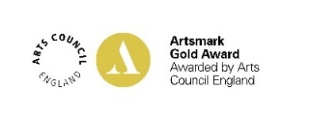 ARTS COUNCIL
ENGLAND
A
Artsmark
Gold Award
Awarded by Arts
Council England